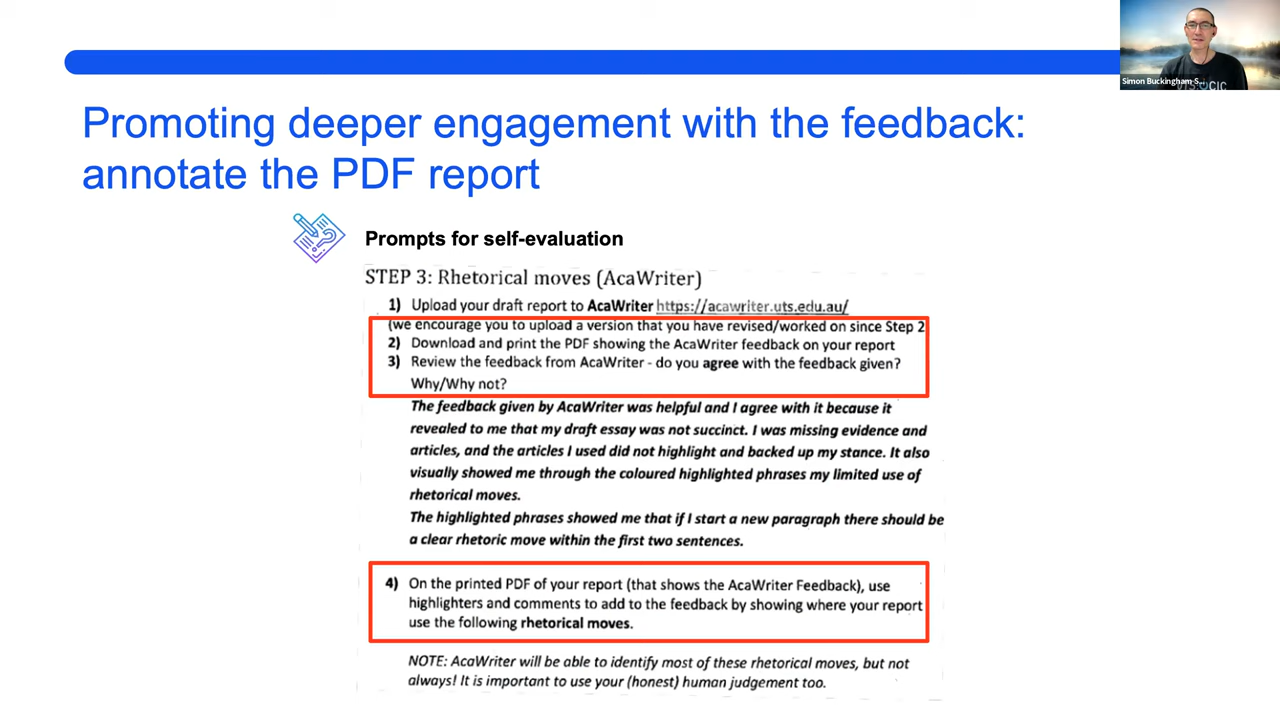 Simon Buckingham-S...
UTS:CIC
Promoting deeper engagement with the feedback:
annotate the PDF report
Prompts for self-evaluation
STEP 3: Rhetorical moves (AcaWriter)
1) Upload your draft report to AcaWriter https://acawriter.uts.edu.au/
(we encourage you to upload a version that you have revised/worked on since Step 2
2) Download and print the PDF showing the AcaWriter feedback on your report
3) Review the feedback from AcaWriter - do you agree with the feedback given?
Why/Why not?
The feedback given by AcaWriter was helpful and I agree with it because it
revealed to me that my draft essay was not succinct. I was missing evidence and
articles, and the articles I used did not highlight and backed up my stance. It also
visually showed me through the coloured highlighted phrases my limited use of
rhetorical moves.
The highlighted phrases showed me that if I start a new paragraph there should be
a clear rhetoric move within the first two sentences.
4) On the printed PDF of your report (that shows the AcaWriter Feedback), use
highlighters and comments to add to the feedback by showing where your report
use the following rhetorical moves.
NOTE: AcaWriter will be able to identify most of these rhetorical moves, but not
always! It is important to use your (honest) human judgement too.